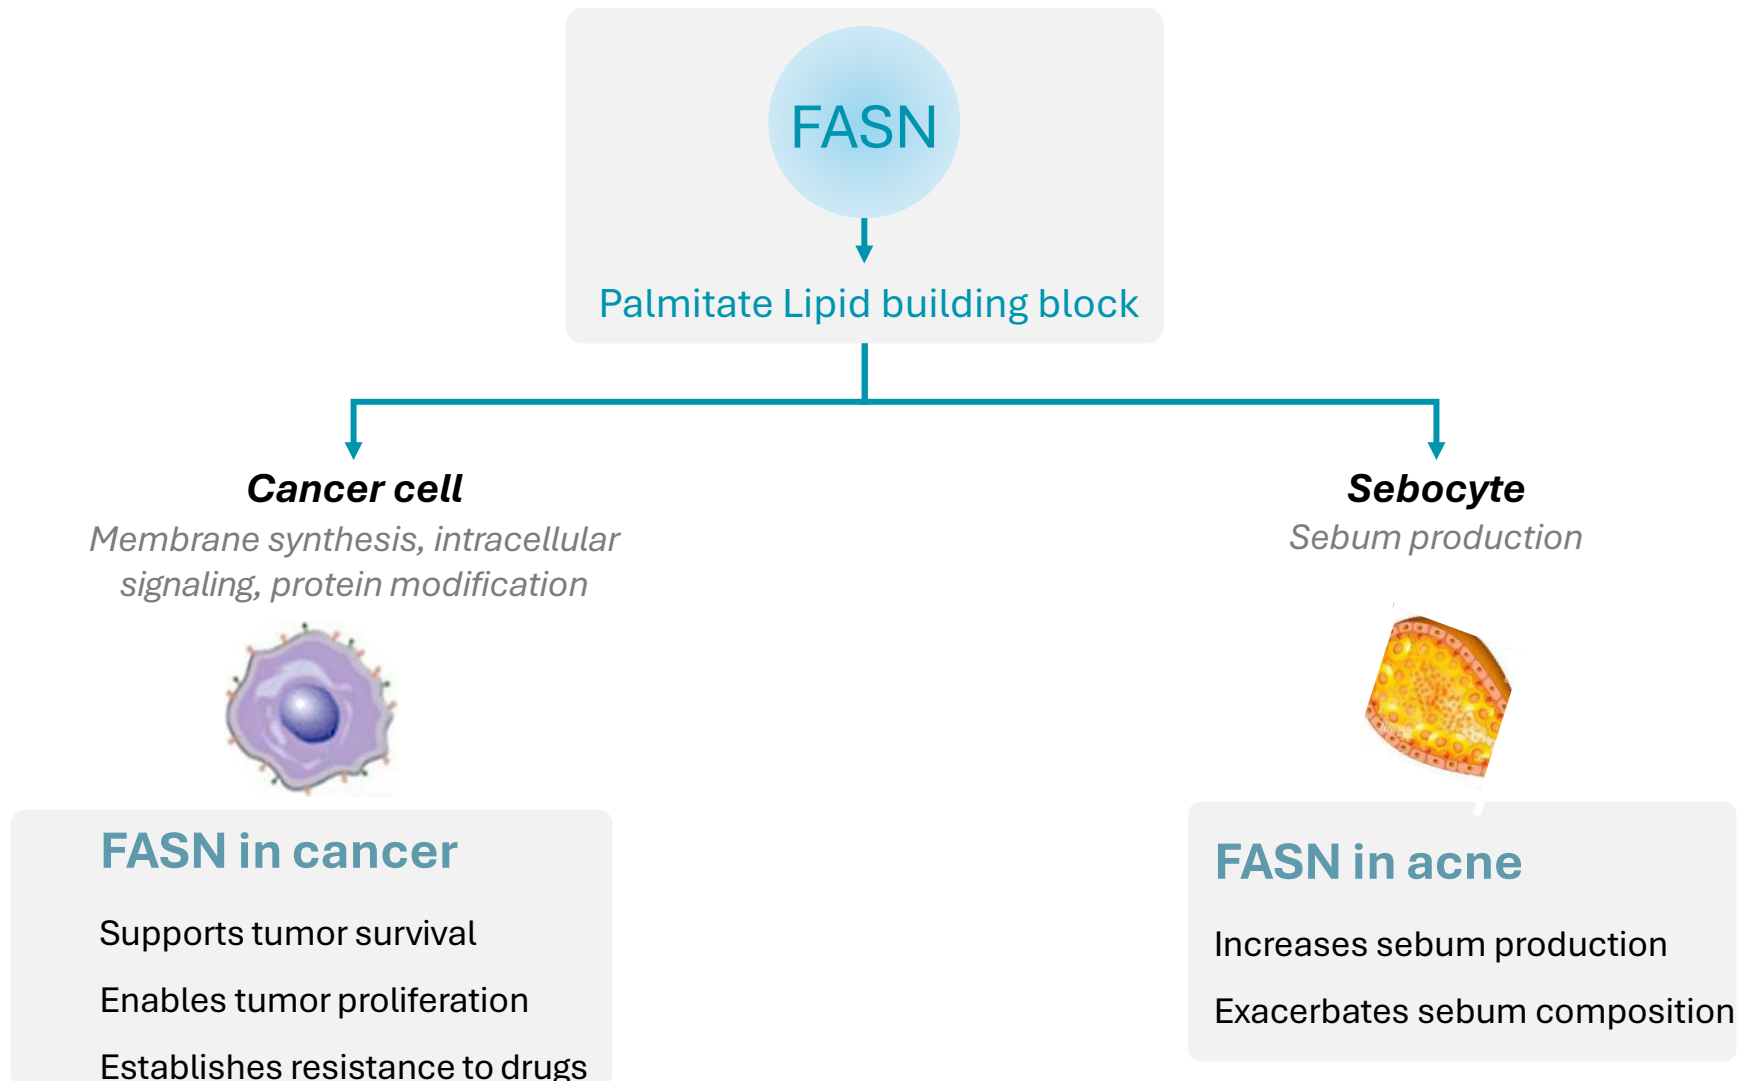 FASN
Palmitate Lipid building block
Cancer cell
Membrane synthesis, intracellular
signaling, protein modification
FASN in cancer
Supports tumor survival
Enables tumor proliferation
Establishes resistance to drugs
Sebocyte
Sebum production
FASN in acne
Increases sebum production
Exacerbates sebum composition